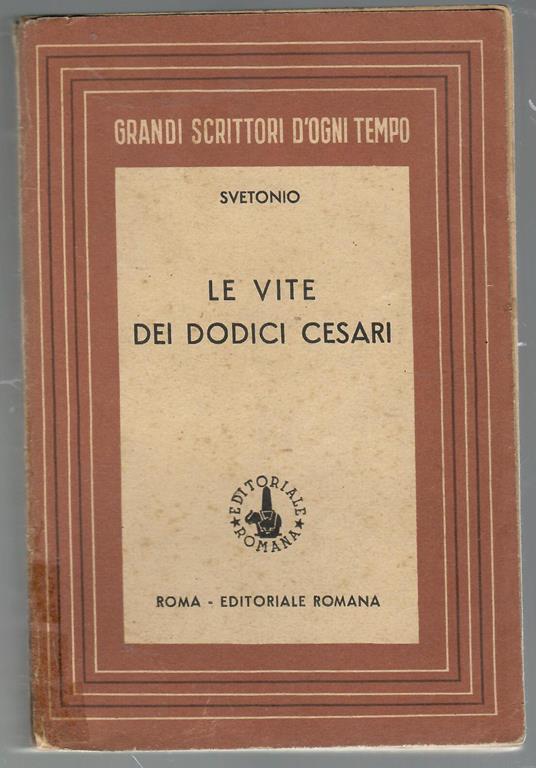 GRANDI SCRITTORI D'OGNI TEMPO
SVETONIO
LE VITE
DEI DODICI CESARI
EDITORIALE
ROMANA
ROMA - EDITORIALE ROMANA